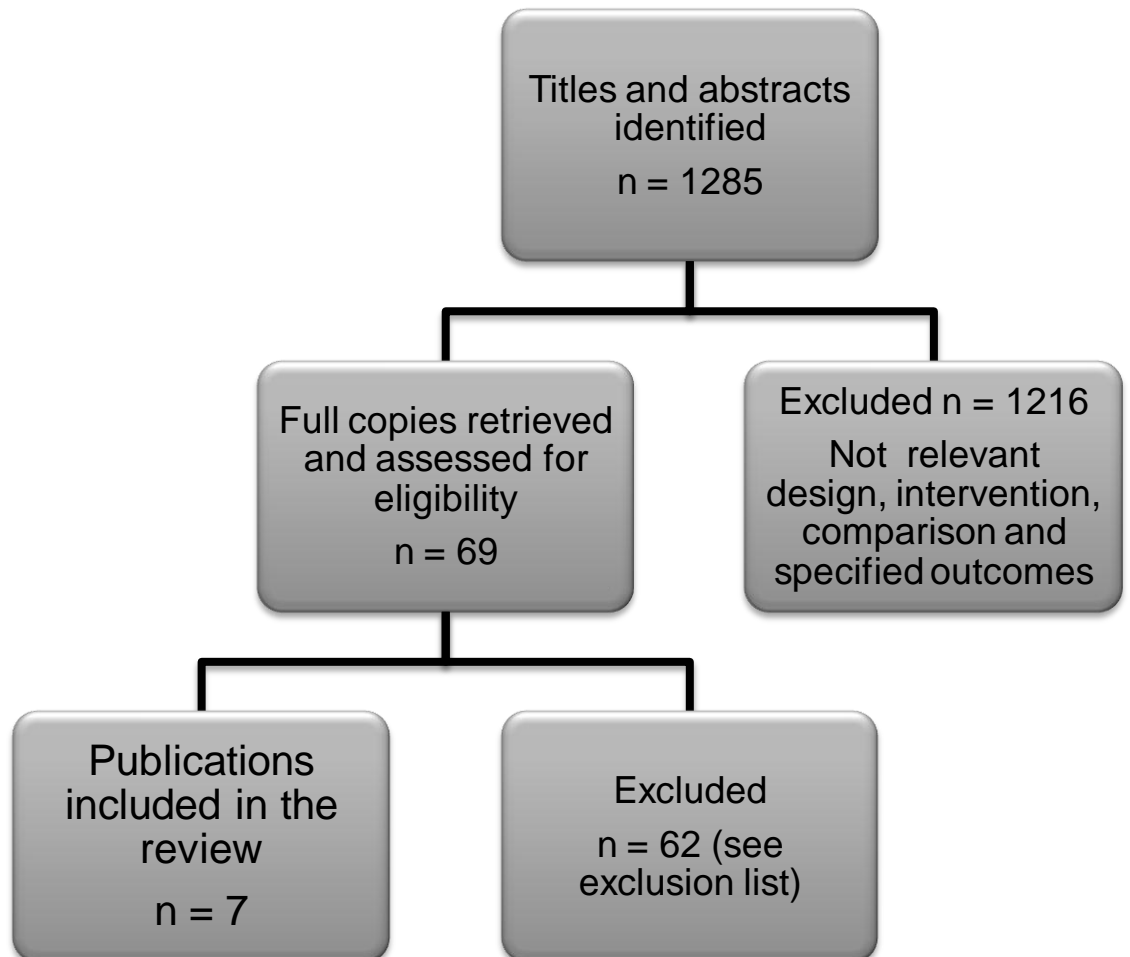 Titles and abstracts
identified
n = 1285
Full copies retrieved
and assessed for
eligibility
n = 69
Excluded n = 1216
Not relevant
design, intervention,
comparison and
specified outcomes
Publications
included in the
review
n = 7
Excluded
n = 62 (see
exclusion list)